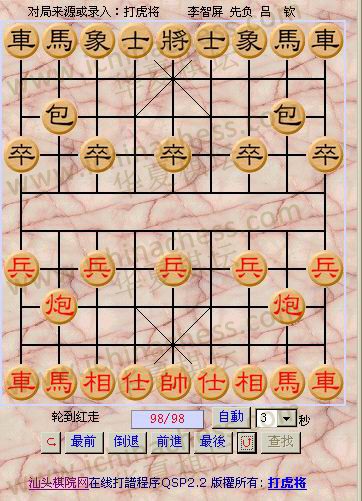 对局来源或录入：打虎将 李智屏 先负 吕 钦
車馬象士將士象馬車
包 包
卒 卒 卒 卒 卒
兵 兵 兵 兵 兵
炮 炮
車馬相仕帥仕相馬車
轮到红走 98/98 自動 3 秒
最前 倒退 前進 最後 查找
汕头棋院网在线打譜程序QSP2.2 版權所有: 打虎将